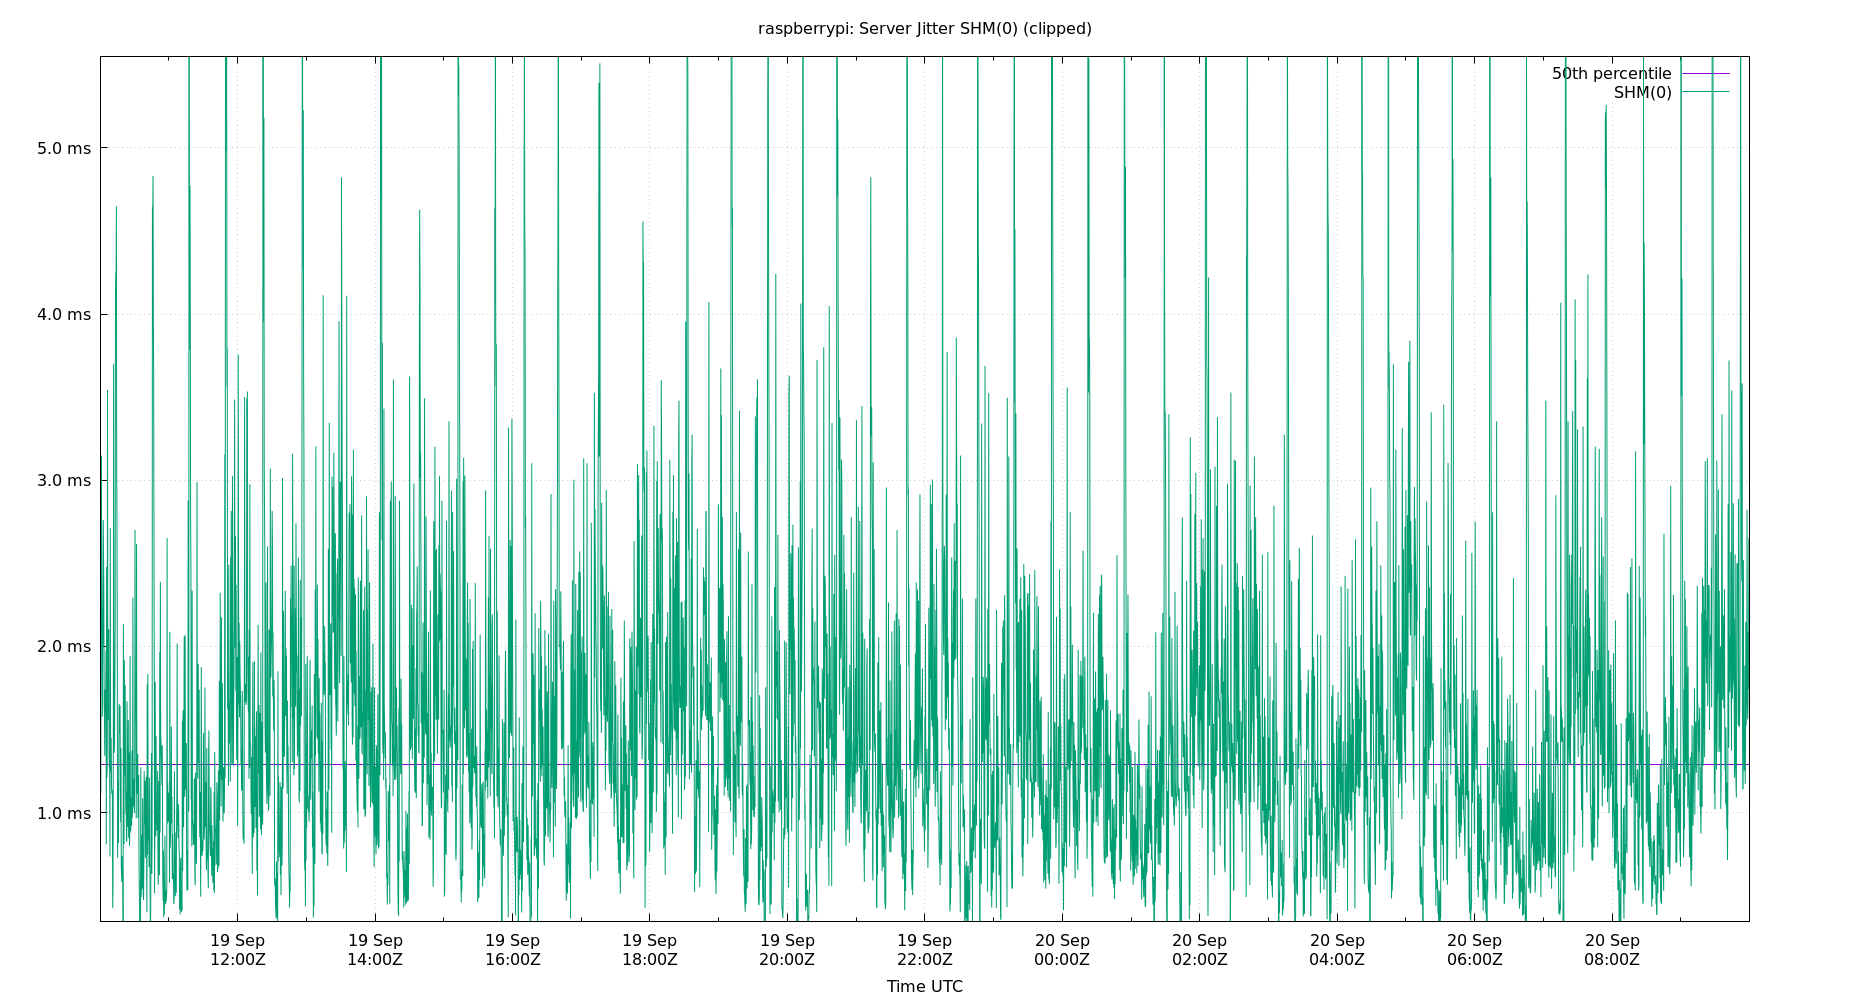 raspberrypi: Server Jitter SHM(0) (clipped)
50th percentile
SHM(0)
5.0 ms
4.0 ms
3.0 ms
2.0 ms
1.0 ms
19 Sep 19 Sep 19 Sep 19 Sep 19 Sep 19 Sep 20 Sep 20 Sep 20 Sep 20 Sep 20 Sep
12:00Z 14:00Z 16:00Z 18:00Z 20:00Z 22:00Z 00:00Z 02:00Z 04:00Z 06:00Z 08:00Z
Time UTC